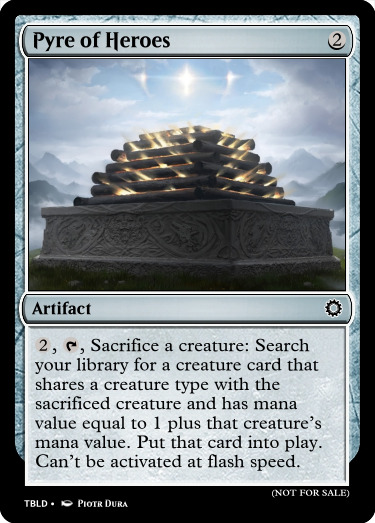 Pyre of Heroes 2
Artifact
2, , Sacrifice a creature: Search
your library for a creature card that
shares a creature type with the
sacrificed creature and has mana
value equal to 1 plus that creature's
mana value. Put that card into play.
Can't be activated at flash speed.
(NOT FOR SALE)
TBLD • Piotr Dura